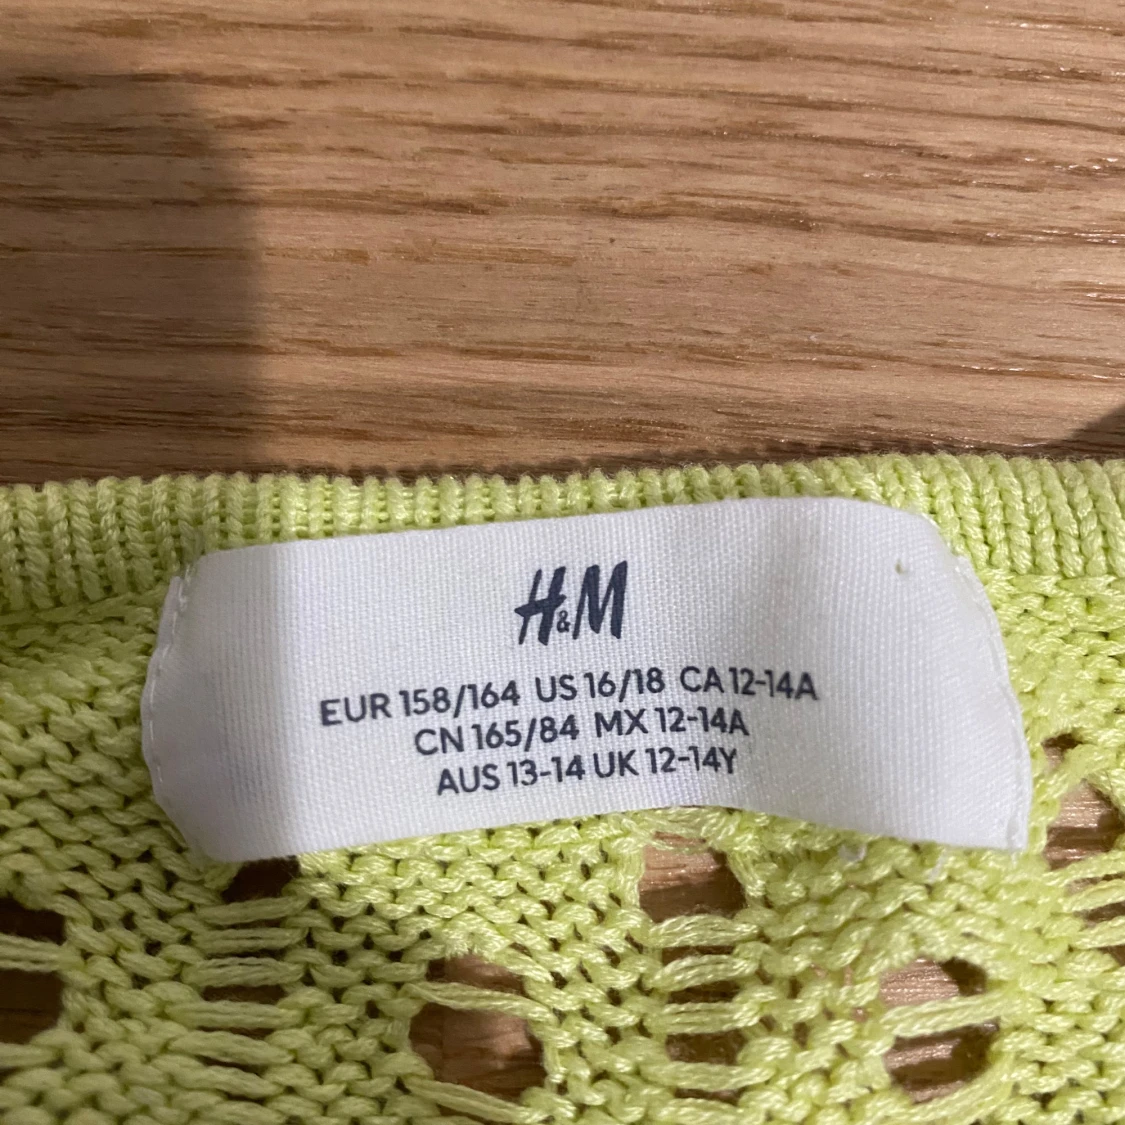 H&M
EUR 158/164 US 16/18 CA 12-14A
CN 165/84 MX 12-14A
AUS 13-14 UK 12-14Y